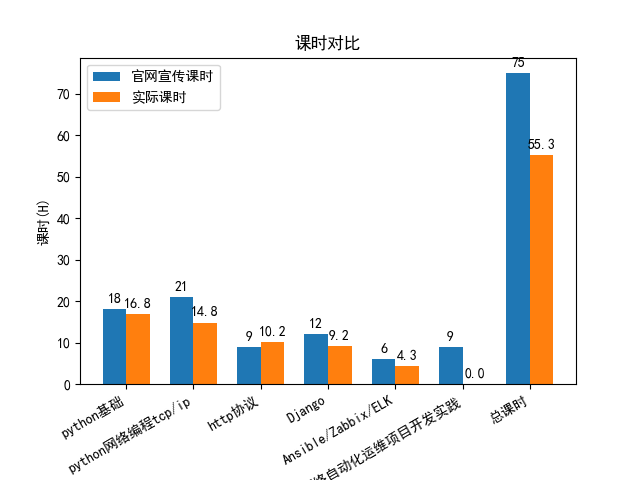 课时对比
官网宣传课时
实际课时
课时(H)
70
60
50
40
30
20
10
0
18
16.8
21
14.8
9
10.2
12
9.2
6
4.3
9
0.0
75
55.3
python基础
python网络编程tcp/ip
http协议
Django
Ansible/Zabbix/ELK
络自动化运维项目开发实践
总课时